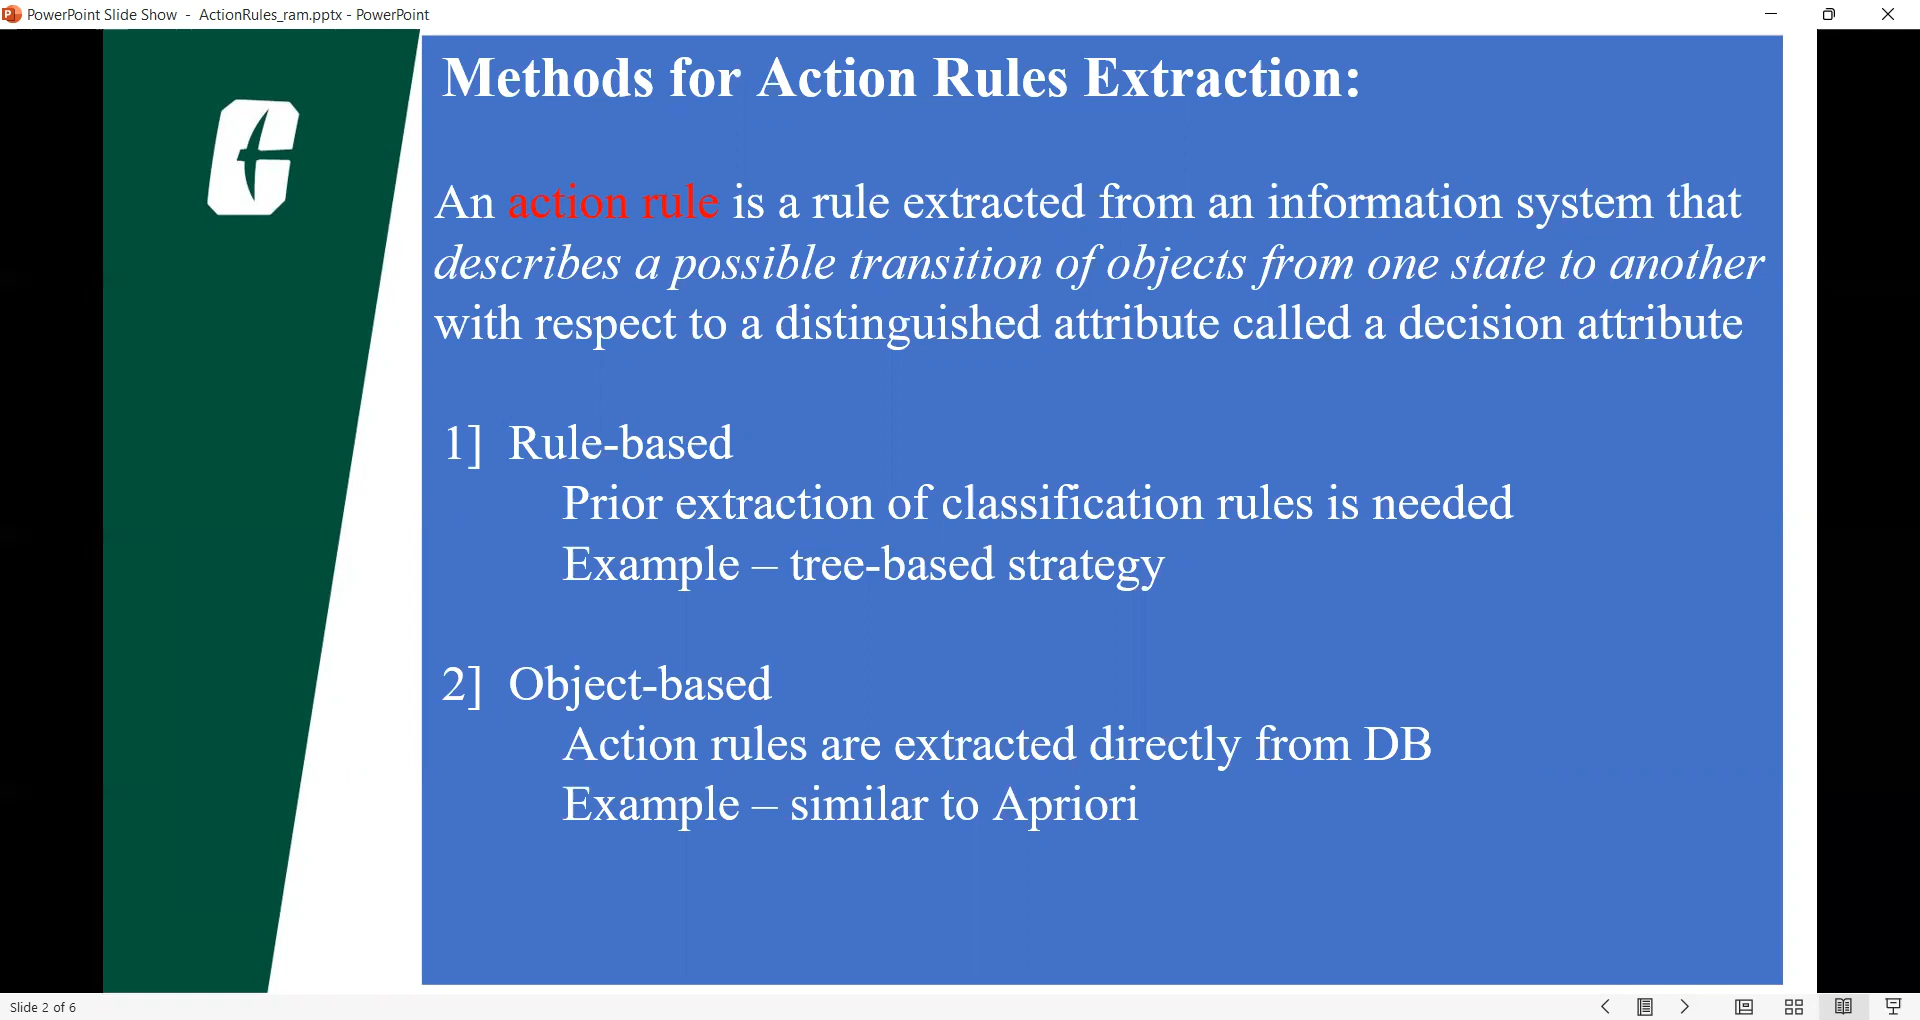 PowerPoint Slide Show - ActionRules_ram.pptx - PowerPoint
Methods for Action Rules Extraction:
An action rule is a rule extracted from an information system that
describes a possible transition of objects from one state to another
with respect to a distinguished attribute called a decision attribute
1] Rule-based
Prior extraction of classification rules is needed
Example – tree-based strategy
2] Object-based
Action rules are extracted directly from DB
Example – similar to Apriori
Slide 2 of 6